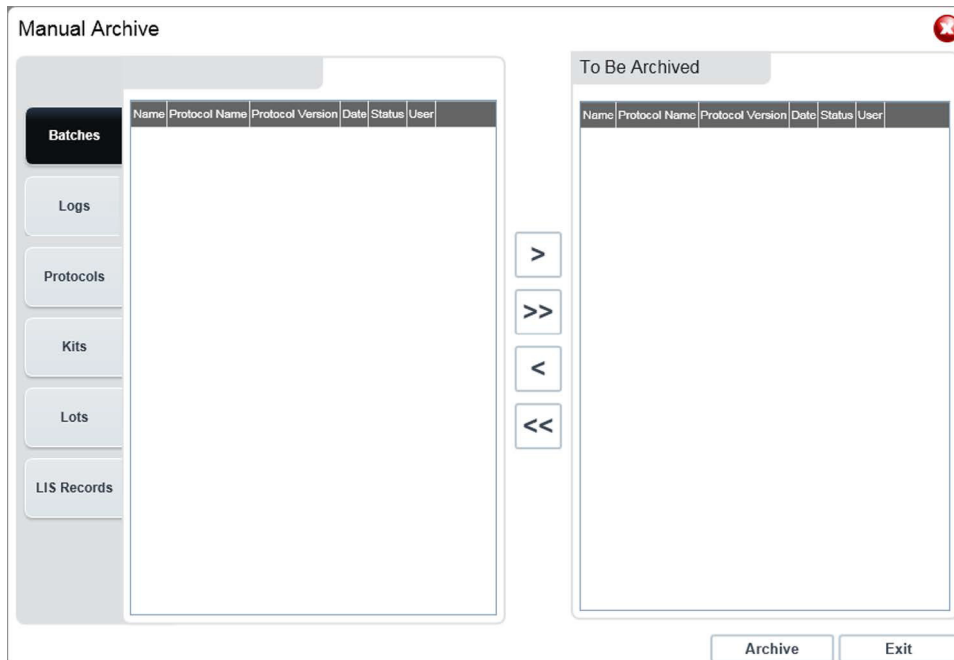 Manual Archive
To Be Archived
Name Protocol Name Protocol Version Date Status User
Name Protocol Name Protocol Version Date Status User
Batches
Logs
Protocols
Kits
Lots
LIS Records
>
>>
<
<<
Archive Exit